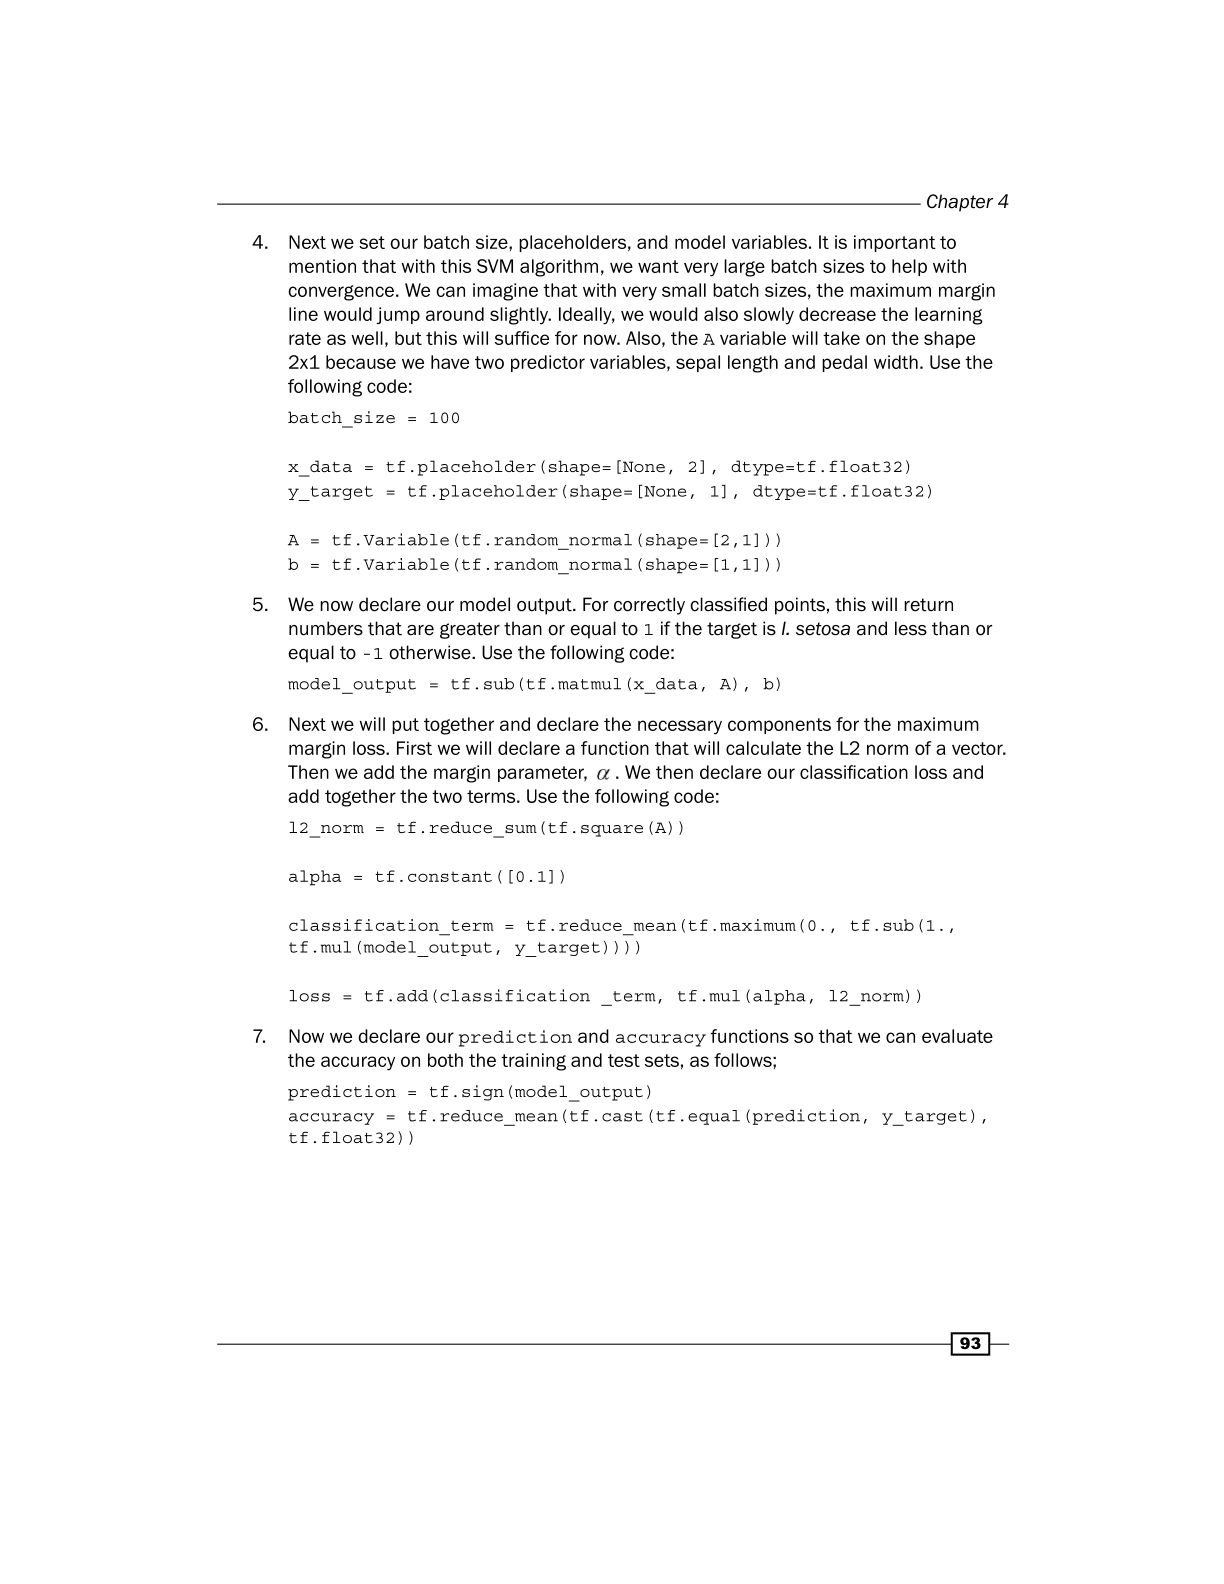 Chapter 4
4. Next we set our batch size, placeholders, and model variables. It is important to
mention that with this SVM algorithm, we want very large batch sizes to help with
convergence. We can imagine that with very small batch sizes, the maximum margin
line would jump around slightly. Ideally, we would also slowly decrease the learning
rate as well, but this will suffice for now. Also, the A variable will take on the shape
2x1 because we have two predictor variables, sepal length and pedal width. Use the
following code:
batch_size = 100
x_data = tf.placeholder(shape=[None, 2], dtype=tf.float32)
y_target = tf.placeholder(shape=[None, 1], dtype=tf.float32)
A = tf.Variable(tf.random_normal(shape=[2,1]))
b = tf.Variable(tf.random_normal(shape=[1,1]))
5. We now declare our model output. For correctly classified points, this will return
numbers that are greater than or equal to 1 if the target is I. setosa and less than or
equal to -1 otherwise. Use the following code:
model_output = tf.sub(tf.matmul(x_data, A), b)
6. Next we will put together and declare the necessary components for the maximum
margin loss. First we will declare a function that will calculate the L2 norm of a vector.
Then we add the margin parameter, α . We then declare our classification loss and
add together the two terms. Use the following code:
l2_norm = tf.reduce_sum(tf.square(A))
alpha = tf.constant([0.1])
classification_term = tf.reduce_mean(tf.maximum(0., tf.sub(1.,
tf.mul(model_output, y_target))))
loss = tf.add(classification _term, tf.mul(alpha, l2_norm))
7. Now we declare our prediction and accuracy functions so that we can evaluate
the accuracy on both the training and test sets, as follows;
prediction = tf.sign(model_output)
accuracy = tf.reduce_mean(tf.cast(tf.equal(prediction, y_target),
tf.float32))
93